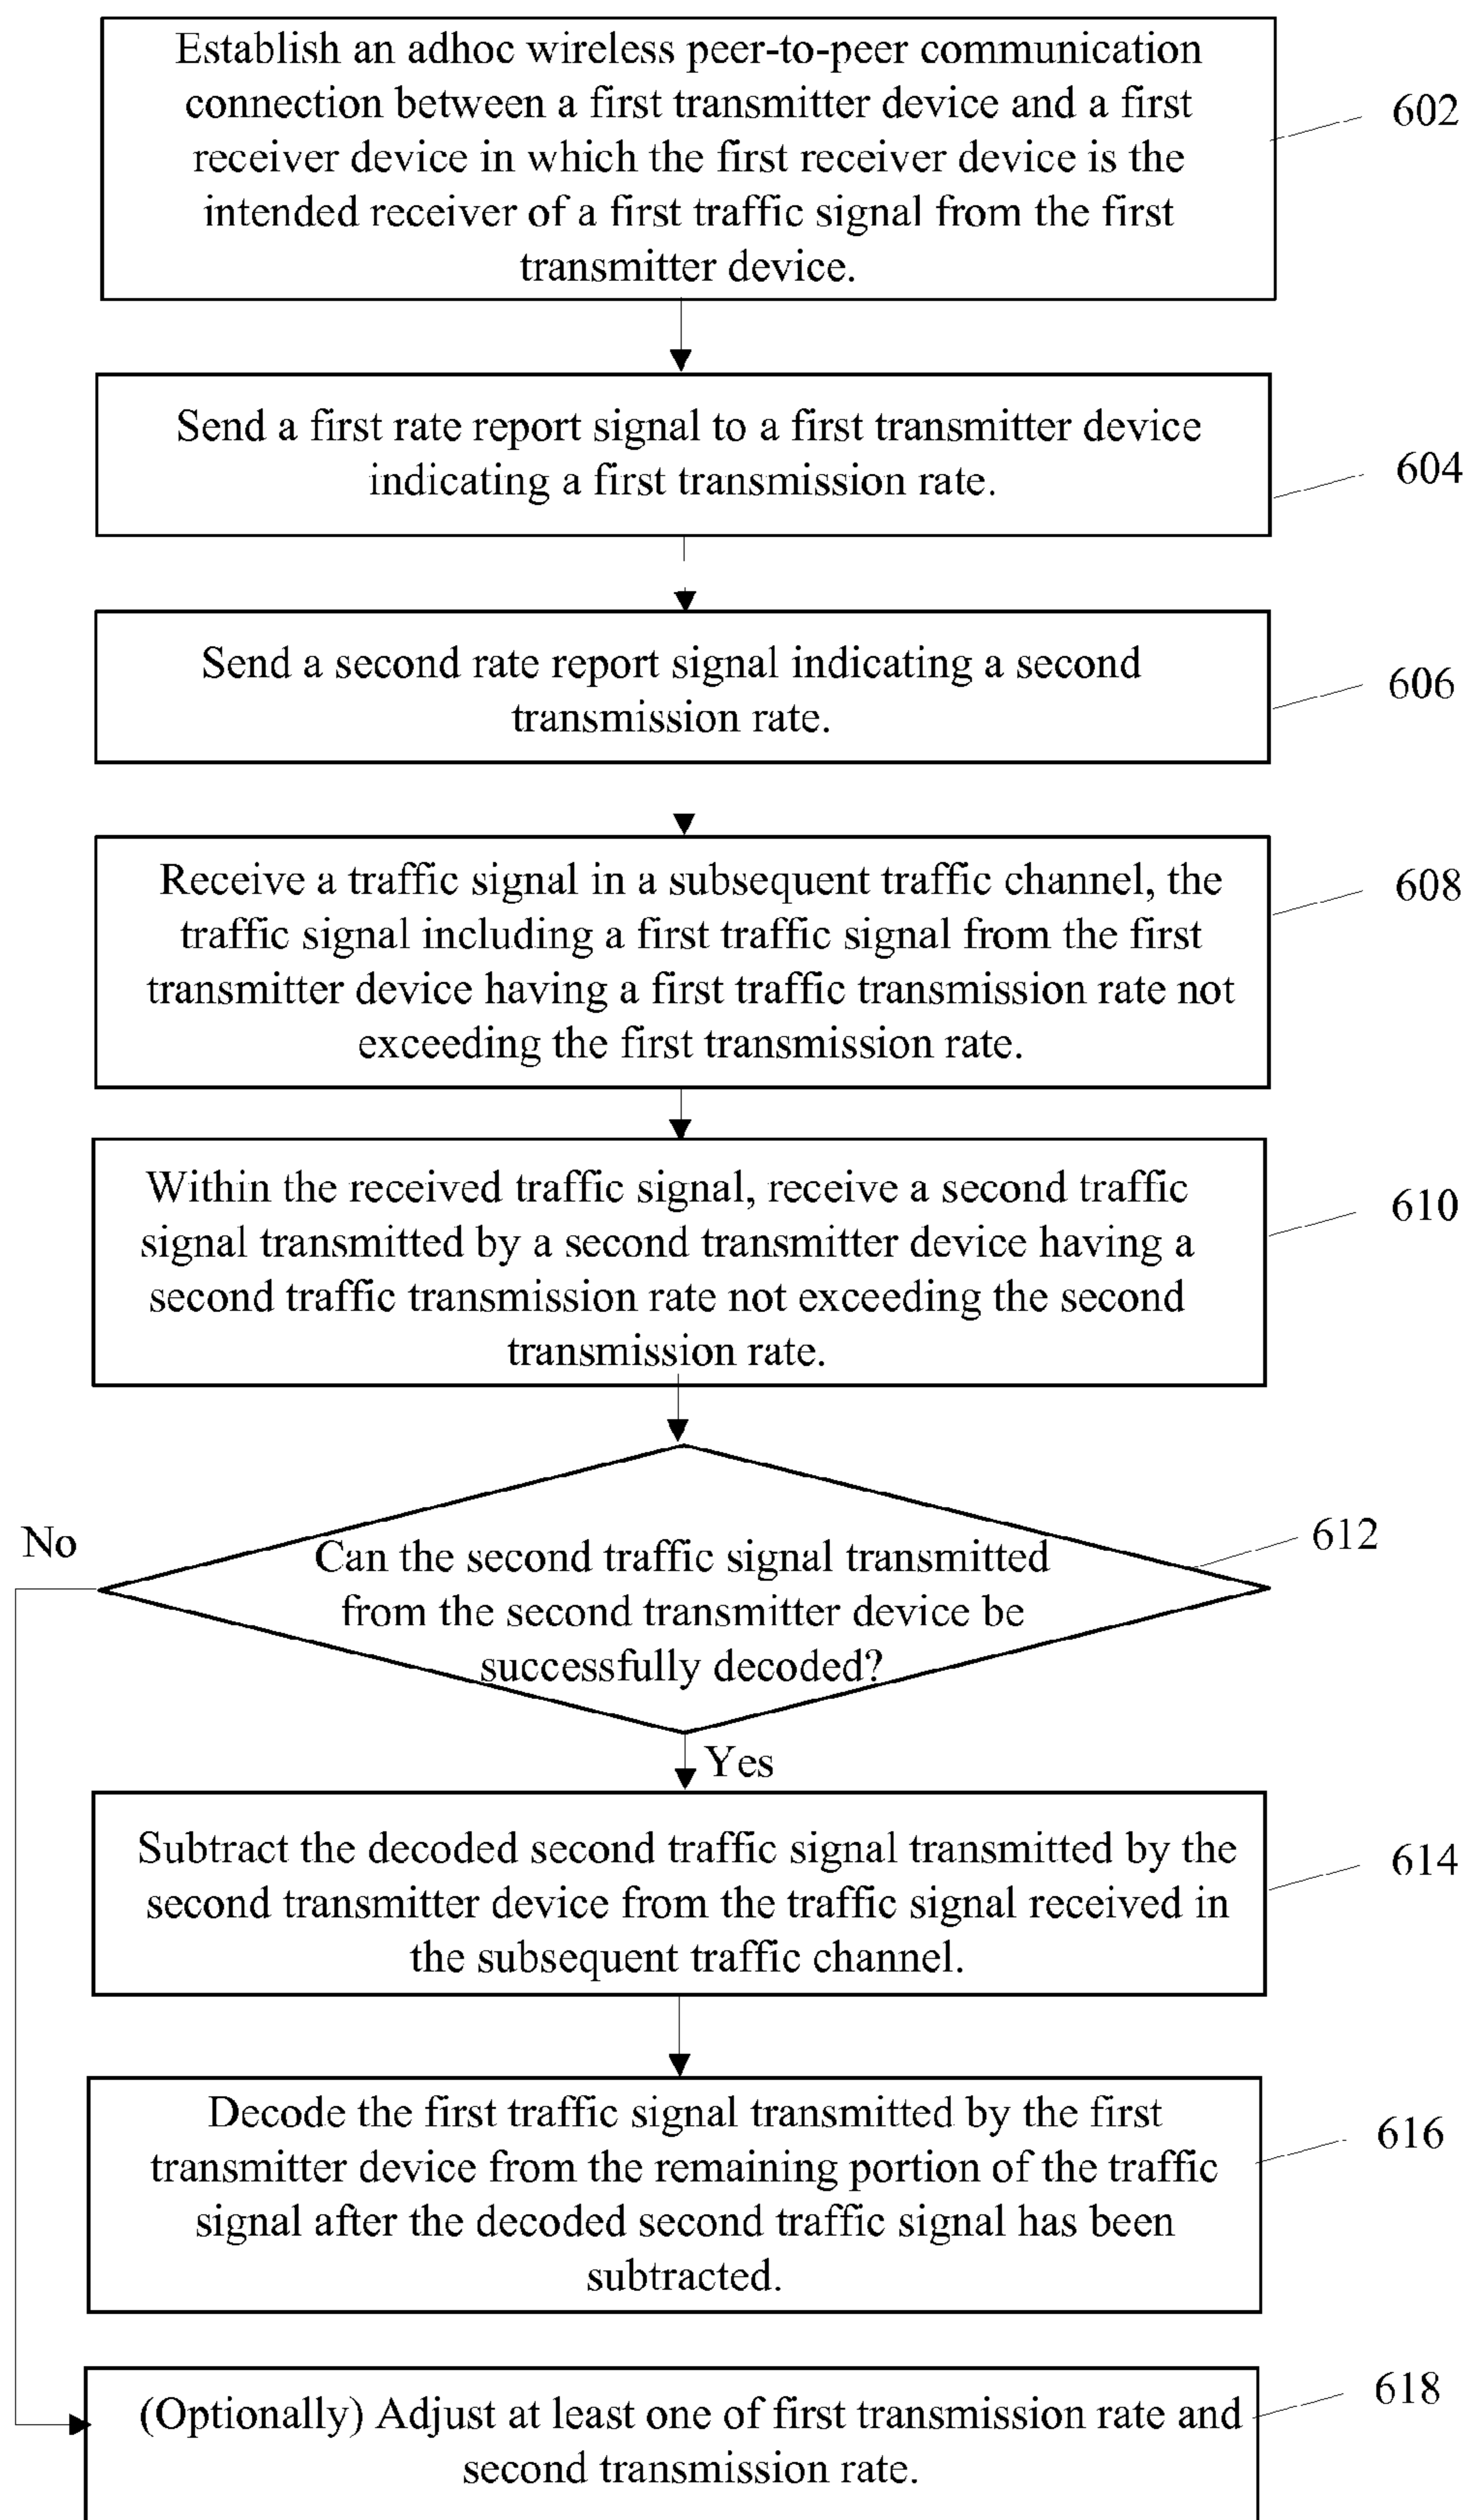 Establish an adhoc wireless peer-to-peer communication
connection between a first transmitter device and a first
receiver device in which the first receiver device is the
intended receiver of a first traffic signal from the first
transmitter device.
602
Send a first rate report signal to a first transmitter device
indicating a first transmission rate.
604
Send a second rate report signal indicating a second
transmission rate.
606
Receive a traffic signal in a subsequent traffic channel, the
traffic signal including a first traffic signal from the first
transmitter device having a first traffic transmission rate not
exceeding the first transmission rate.
608
Within the received traffic signal, receive a second traffic
signal transmitted by a second transmitter device having a
second traffic transmission rate not exceeding the second
transmission rate.
610
No
Can the second traffic signal transmitted
from the second transmitter device be
successfully decoded?
612
Yes
Subtract the decoded second traffic signal transmitted by the
second transmitter device from the traffic signal received in
the subsequent traffic channel.
614
Decode the first traffic signal transmitted by the first
transmitter device from the remaining portion of the traffic
signal after the decoded second traffic signal has been
subtracted.
616
(Optionally) Adjust at least one of first transmission rate and
second transmission rate.
618